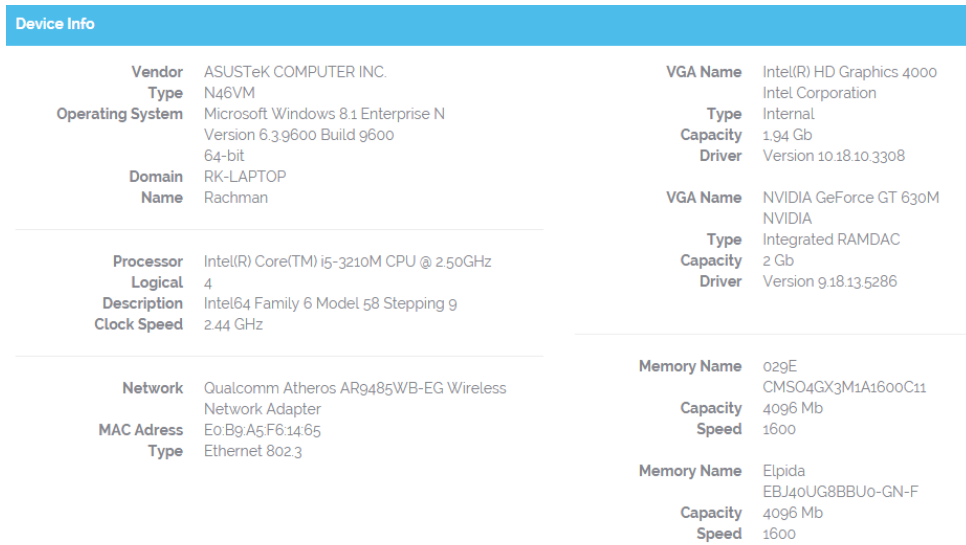 Device Info
Vendor ASUSTeK COMPUTER INC.
Type N46VM
Operating System Microsoft Windows 8.1 Enterprise N
Version 6.3.9600 Build 9600
64-bit
Domain RK-LAPTOP
Name Rachman
Processor Intel(R) Core(TM) i5-3210M CPU @ 2.50GHz
Logical 4
Description Intel64 Family 6 Model 58 Stepping 9
Clock Speed 2.44 GHz
Network Qualcomm Atheros AR9485WB-EG Wireless
Network Adapter
MAC Adress E0:B9:A5:F6:14:65
Type Ethernet 802.3
VGA Name Intel(R) HD Graphics 4000
Intel Corporation
Type Internal
Capacity 1,94 Gb
Driver Version 10.18.10.3308
VGA Name NVIDIA GeForce GT 630M
NVIDIA
Type Integrated RAMDAC
Capacity 2 Gb
Driver Version 9.18.13.5286
Memory Name 029E
CMSO4GX3M1A1600C11
Capacity 4096 Mb
Speed 1600
Memory Name Elpida
EBJ40UG8BBU0-GN-F
Capacity 4096 Mb
Speed 1600